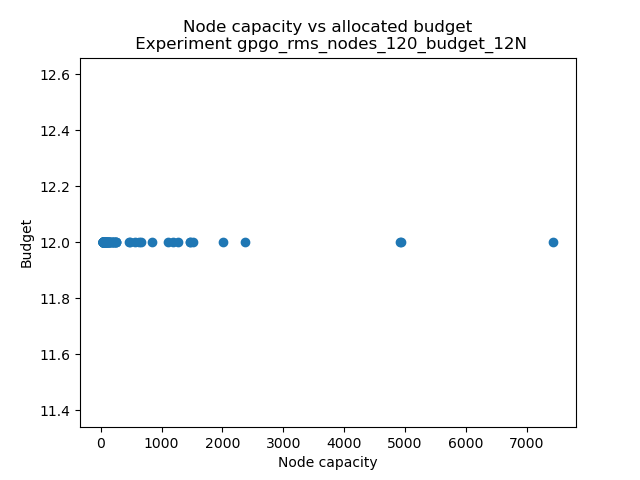 Node capacity vs allocated budget
Experiment gpgo_rms_nodes_120_budget_12N
12.6
12.4
12.2
12.0
11.8
11.6
11.4
Budget
0 1000 2000 3000 4000 5000 6000 7000
Node capacity